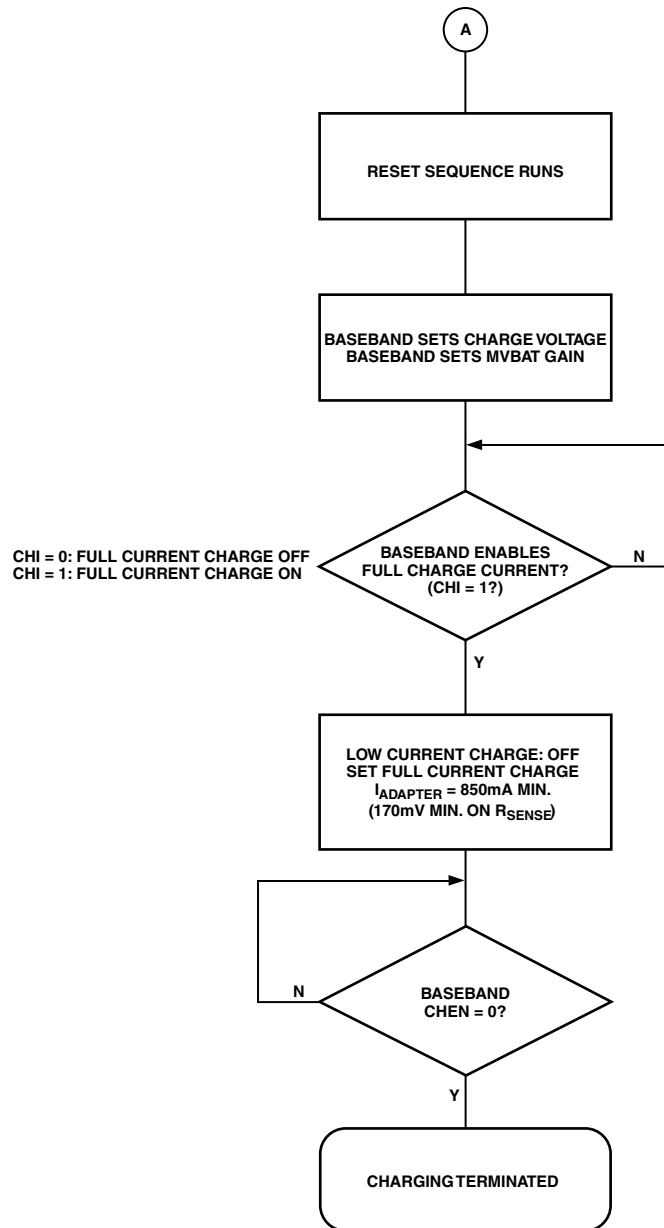 A
RESET SEQUENCE RUNS
BASEBAND SETS CHARGE VOLTAGE
BASEBAND SETS MVBAT GAIN
CHI = 0: FULL CURRENT CHARGE OFF
CHI = 1: FULL CURRENT CHARGE ON
BASEBAND ENABLES
FULL CHARGE CURRENT?
(CHI = 1?)
N
Y
LOW CURRENT CHARGE: OFF
SET FULL CURRENT CHARGE
IADAPTER = 850mA MIN.
(170mV MIN. ON RSENSE)
N
BASEBAND
CHEN = 0?
Y
CHARGING TERMINATED